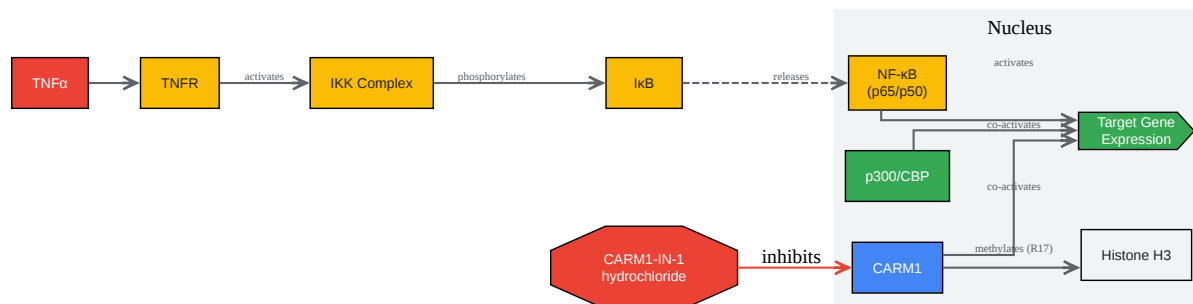 Nucleus
TNFα
TNFR
activates
IKK Complex
phosphorylates
IκB
releases
NF-κB
(p65/p50)
activates
co-activates
Target Gene
Expression
p300/CBP
co-activates
CARM1-IN-1
hydrochloride
inhibits
CARM1
methylates (R17)
Histone H3